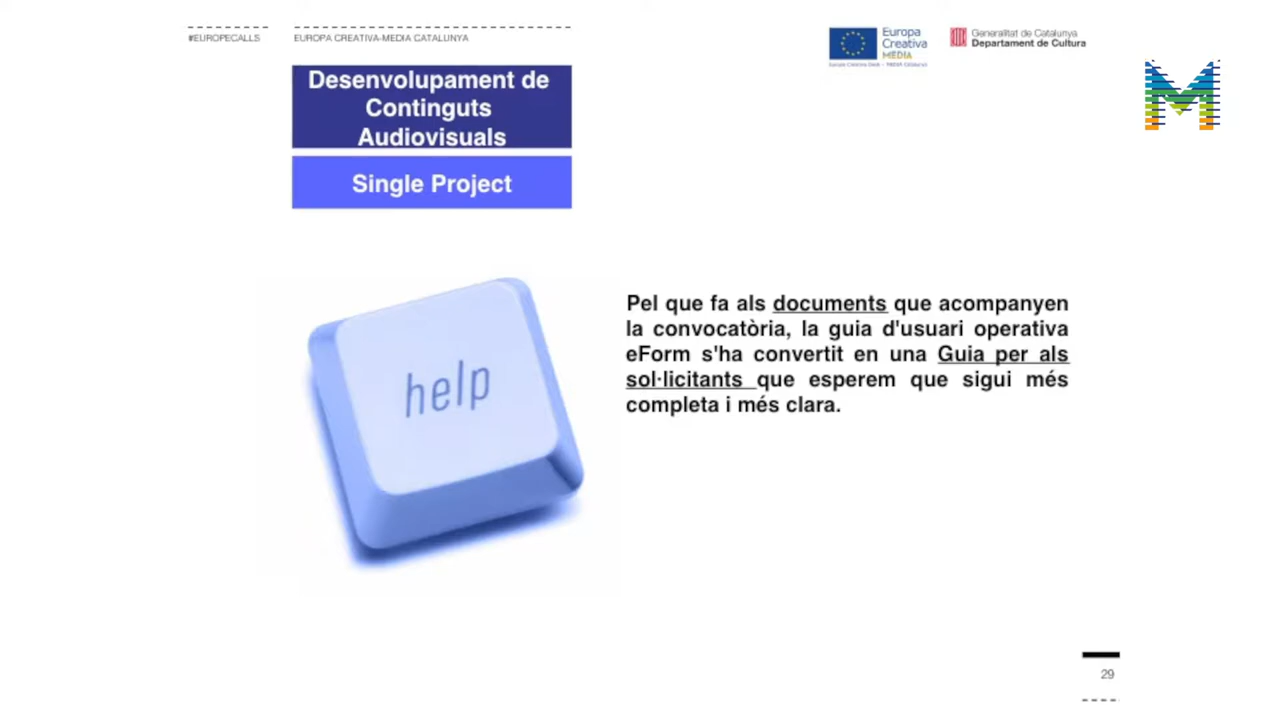 #EUROPECALLS
EUROPA CREATIVA-MEDIA CATALUNYA
Europa
Creativa
MEDIA
Generalitat de Catalunya
Departament de Cultura
Desenvolupament de
Continguts
Audiovisuals
Single Project
help
Pel que fa als documents que acompanyen
la convocatòria, la guia d'usuari operativa
eForm s'ha convertit en una Guia per als
sol·licitants que esperem que sigui més
completa i més clara.
29